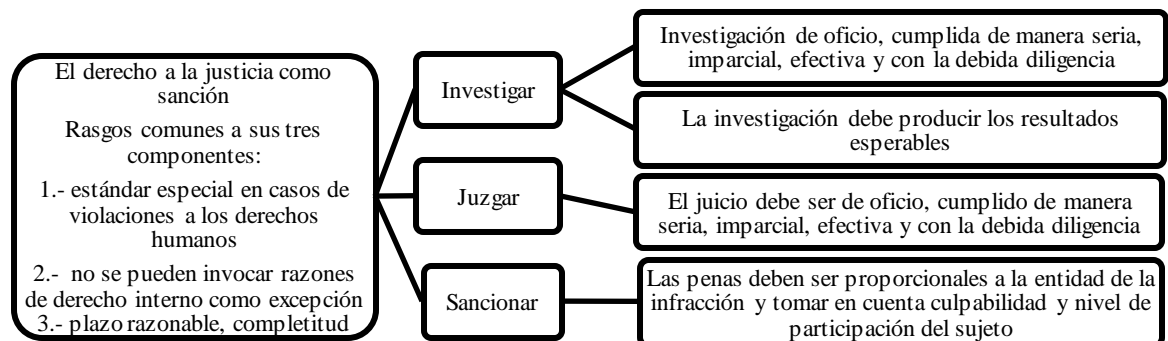 El derecho a la justicia como
sanción
Rasgos comunes a sus tres
componentes:
1.- estándar especial en casos de
violaciones a los derechos
humanos
2.- no se pueden invocar razones
de derecho interno como excepción
3.- plazo razonable, completitud
Investigar
Investigación de oficio, cumplida de manera seria,
imparcial, efectiva y con la debida diligencia
La investigación debe producir los resultados
esperables
Juzgar
El juicio debe ser de oficio, cumplido de manera
seria, imparcial, efectiva y con la debida diligencia
Sancionar
Las penas deben ser proporcionales a la entidad de la
infracción y tomar en cuenta culpabilidad y nivel de
participación del sujeto